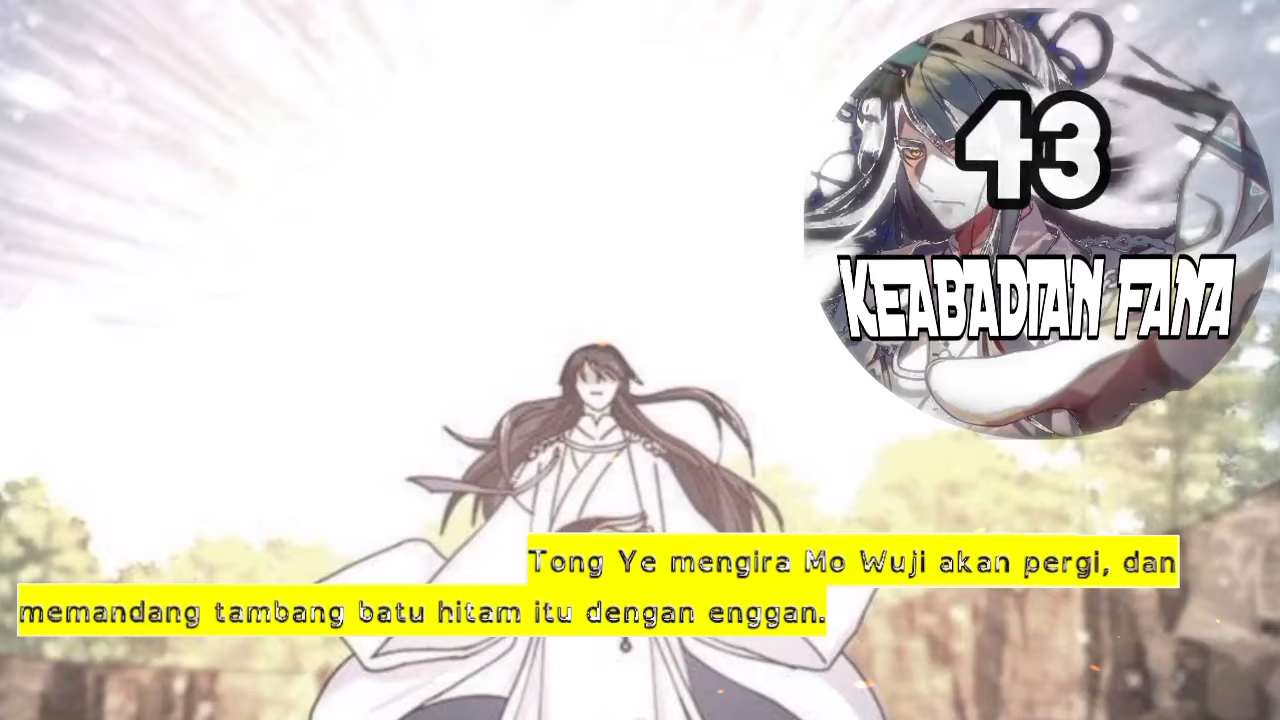 43
KEABADIAN FANA
Tong Ye mengira Mo Wuji akan pergi, dan
memandang tambang batu hitam itu dengan enggan.